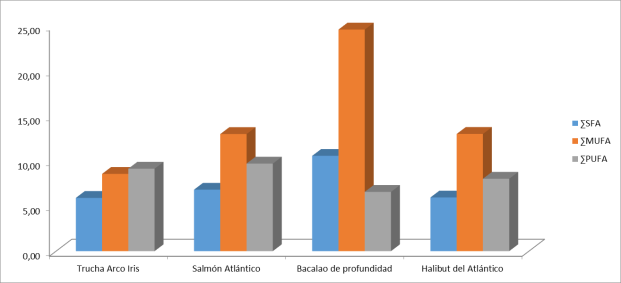 25,00
20,00
15,00
10,00
5,00
0,00
Trucha Arco Iris
Salmón Atlántico
Bacalao de profundidad
Halibut del Atlántico
∑SFA
∑MUFA
∑PUFA